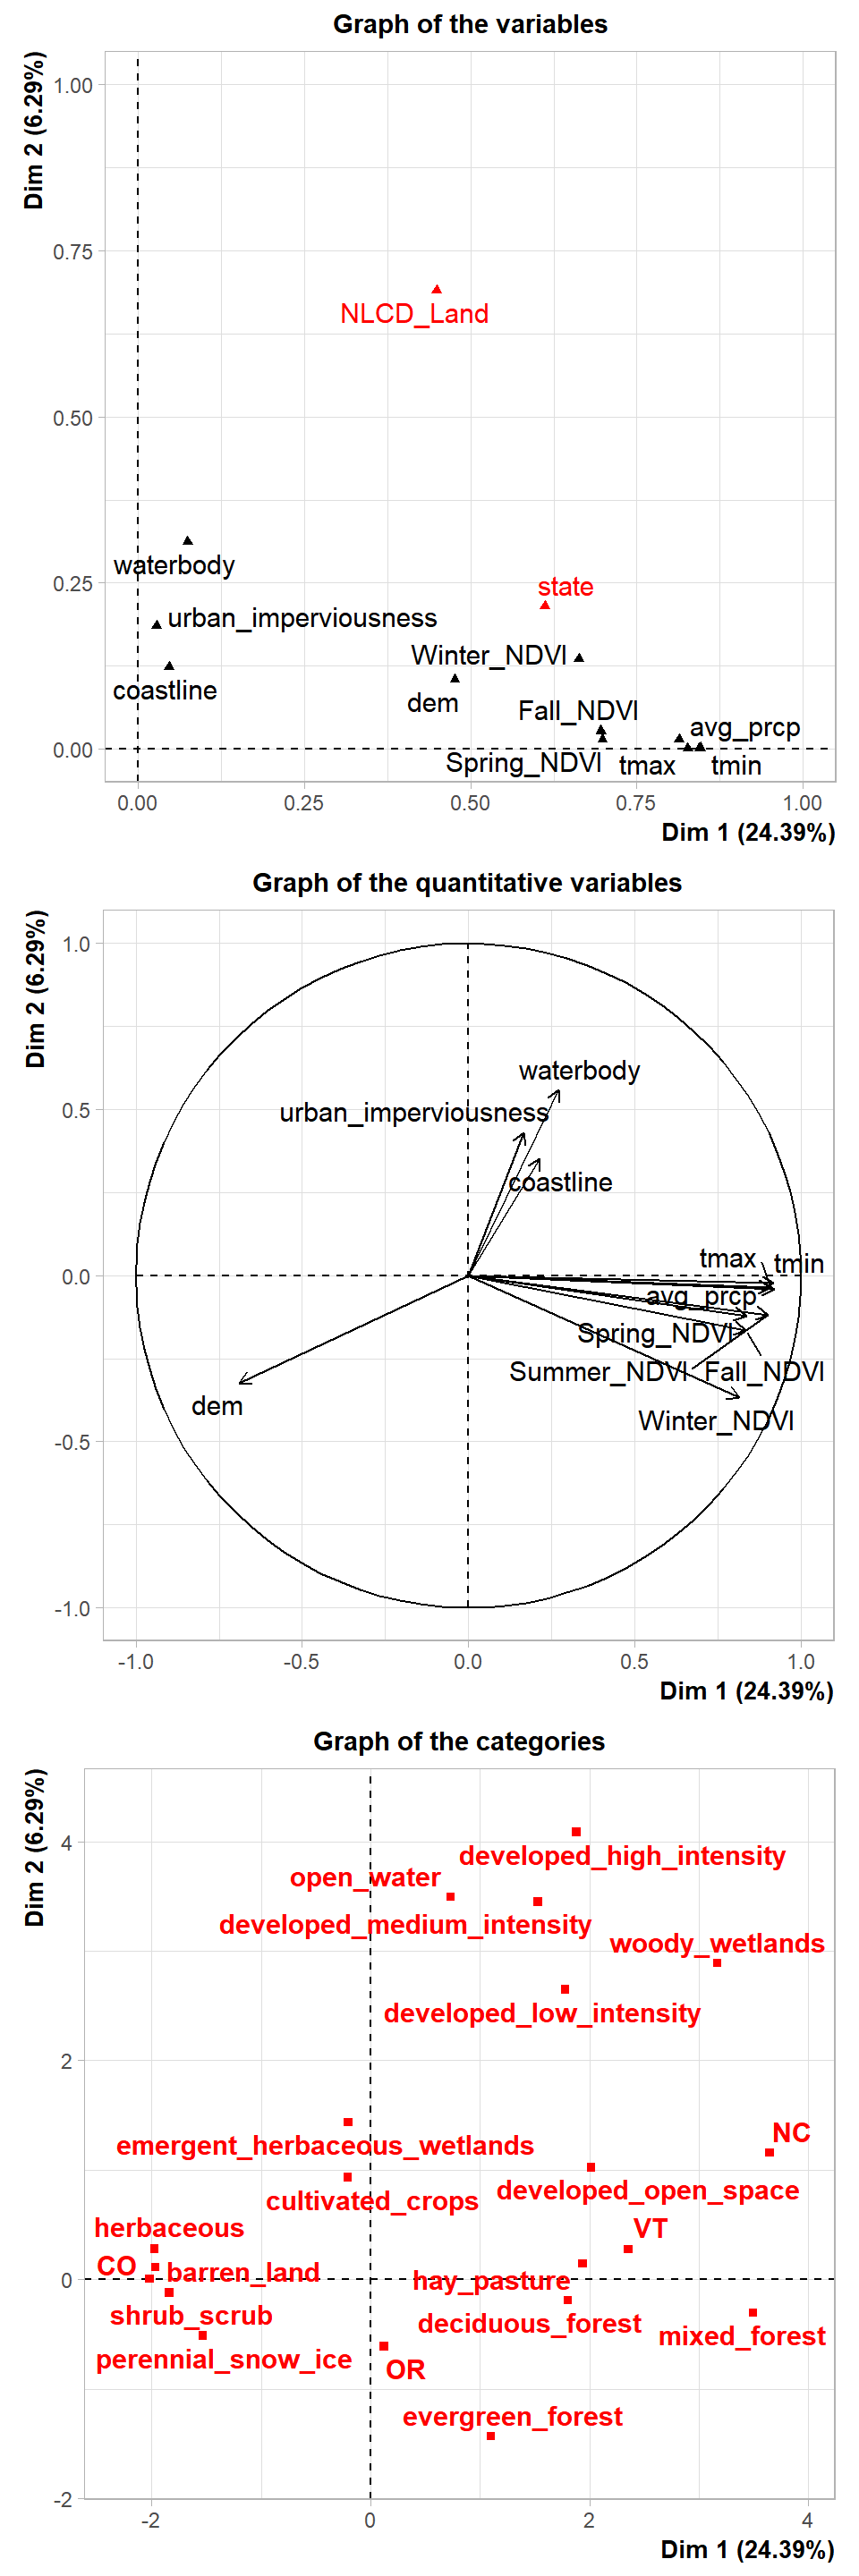 Graph of the variables
Dim 2 (6.29%)
1.00
0.75
NLCD_Land
0.50
waterbody
0.25
state
urban_imperviousness
Winter_NDVI
coastline
dem
Fall_NDVI
avg_prcp
0.00
Spring_NDVI
tmax
tmin
0.00
0.25
0.50
0.75
1.00
Dim 1 (24.39%)
Graph of the quantitative variables
Dim 2 (6.29%)
1.0
waterbody
urban_imperviousness
0.5
coastline
tmax
tmin
0.0
avg_prcp
Spring_NDVI
Summer_NDVI
Fall_NDVI
dem
Winter_NDVI
-0.5
-1.0
-1.0
-0.5
0.0
0.5
1.0
Dim 1 (24.39%)
Graph of the categories
Dim 2 (6.29%)
4
developed_high_intensity
open_water
developed_medium_intensity
woody_wetlands
developed_low_intensity
2
NC
emergent_herbaceous_wetlands
developed_open_space
cultivated_crops
herbaceous
VT
CO
barren_land
hay_pasture
0
shrub_scrub
deciduous_forest
mixed_forest
perennial_snow_ice
OR
evergreen_forest
-2
-2
0
2
4
Dim 1 (24.39%)